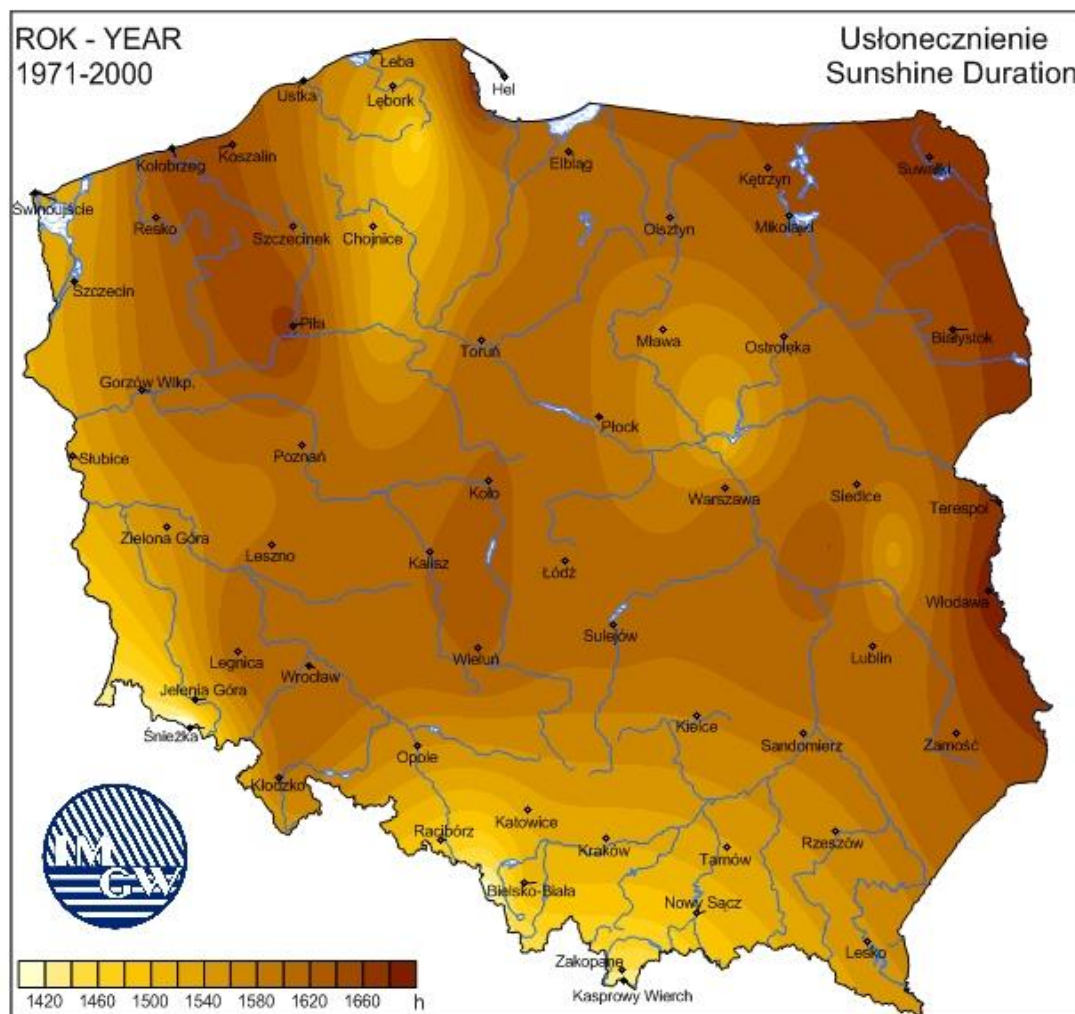 ROK - YEAR
1971-2000
Usłonecznienie
Sunshine Duration
Łeba
Ustka
Lębork
Hel
Koszalin
Kołobrzeg
Elbląg
Kętrzyn
Suwałki
Świnoujście
Resko
Szczecinek
Chojnice
Olsztyn
Mikołajki
Szczecin
Piła
Toruń
Mława
Ostrołęka
Białystok
Gorzów Wlkp.
Płock
Słubice
Poznań
Koło
Warszawa
Siedlce
Terespol
Zielona Góra
Leszno
Kalisz
Łódź
Włodawa
Sulejów
Legnica
Wrocław
Wieluń
Lublin
Jelenia Góra
Śnieżka
Kielce
Sandomierz
Zamość
Opole
Kłodzko
Katowice
Racibórz
Kraków
Tarnów
Rzeszów
Bielsko-Biała
Nowy Sącz
Lesko
Zakopane
Kasprowy Wierch
IM
GW
1420 1460 1500 1540 1580 1620 1660 h